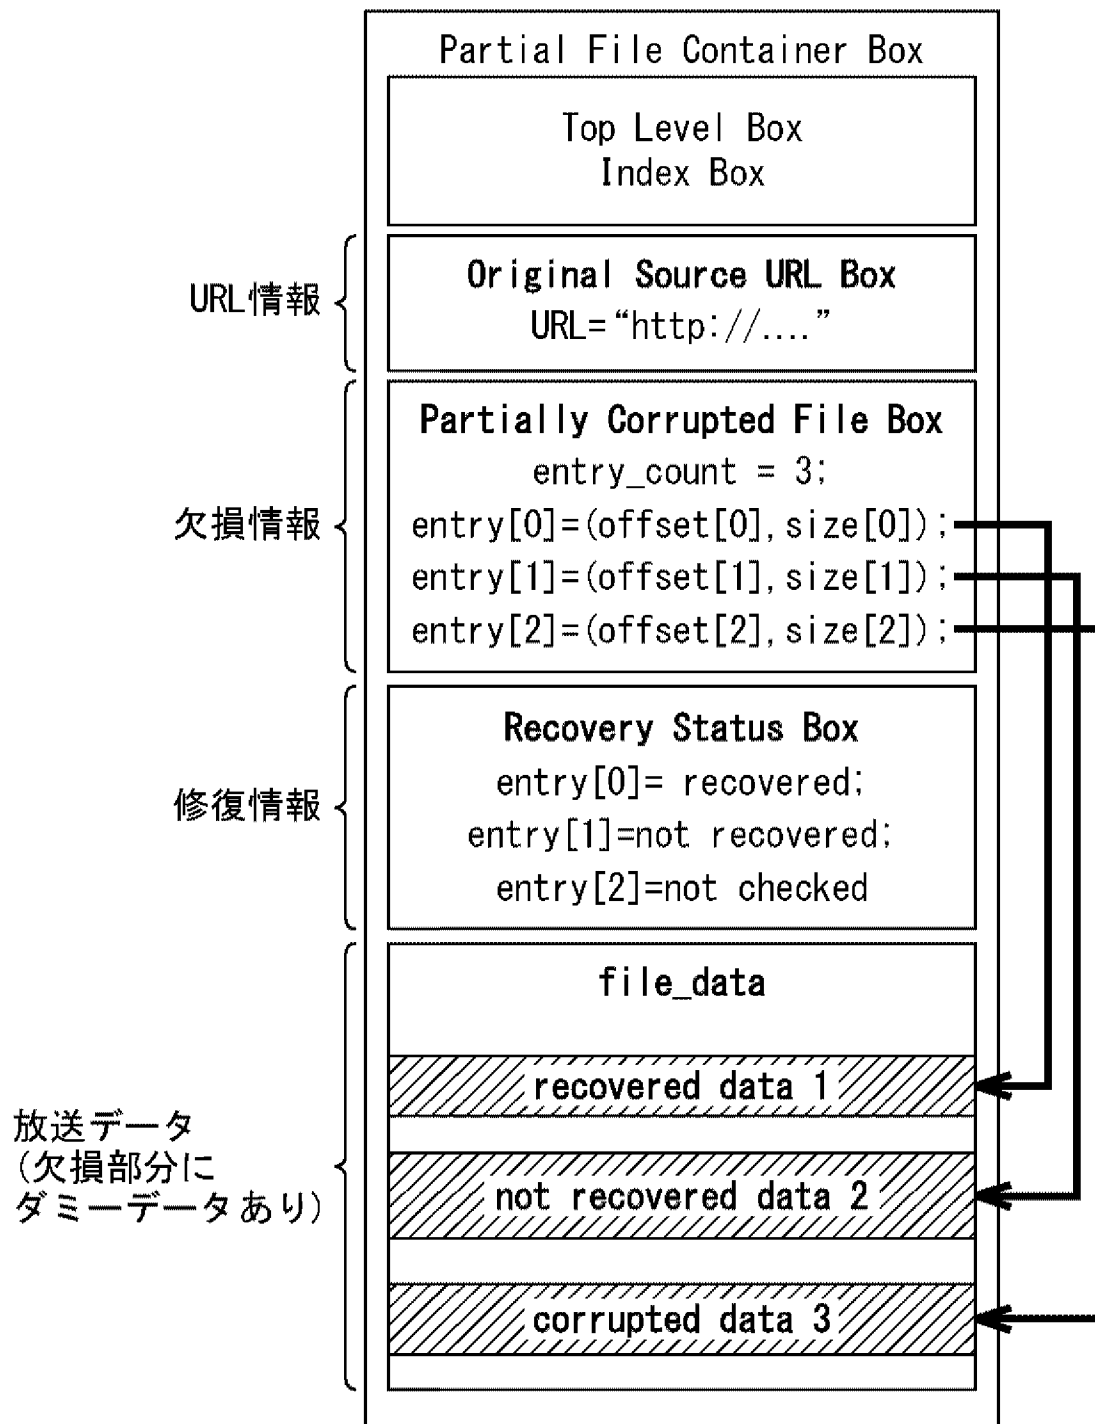 Partial File Container Box
Top Level Box
Index Box
URL情報
Original Source URL Box
URL=“http://....”
欠損情報
Partially Corrupted File Box
entry_count = 3;
entry[0]=(offset[0],size[0]);
entry[1]=(offset[1],size[1]);
entry[2]=(offset[2],size[2]);
修復情報
Recovery Status Box
entry[0]= recovered;
entry[1]=not recovered;
entry[2]=not checked
放送データ
(欠損部分に
ダミーデータあり)
file_data
recovered data 1
not recovered data 2
corrupted data 3